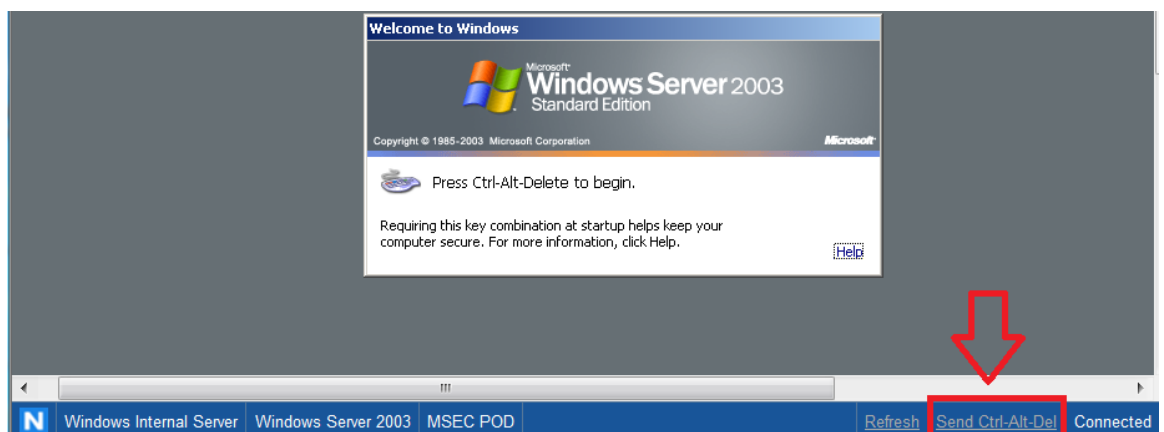 Welcome to Windows
Microsoft
Windows Server 2003
Standard Edition
Copyright © 1985-2003 Microsoft Corporation
Microsoft
Press Ctrl-Alt-Delete to begin.
Requiring this key combination at startup helps keep your
computer secure. For more information, click Help.
Help
N Windows Internal Server Windows Server 2003 MSEC POD Refresh Send Ctrl-Alt-Del Connected